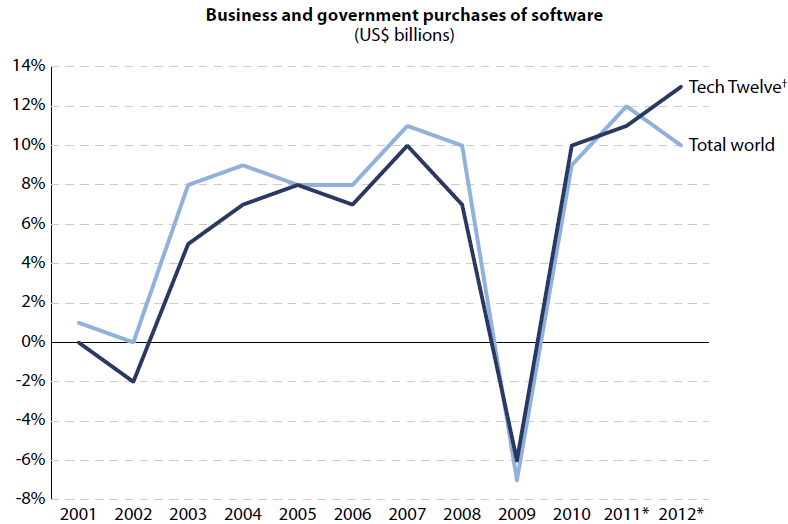 Business and government purchases of software
(US$ billions)
14%
12%
10%
8%
6%
4%
2%
0%
-2%
-4%
-6%
-8%
Tech Twelve†
Total world
2001 2002 2003 2004 2005 2006 2007 2008 2009 2010 2011* 2012*